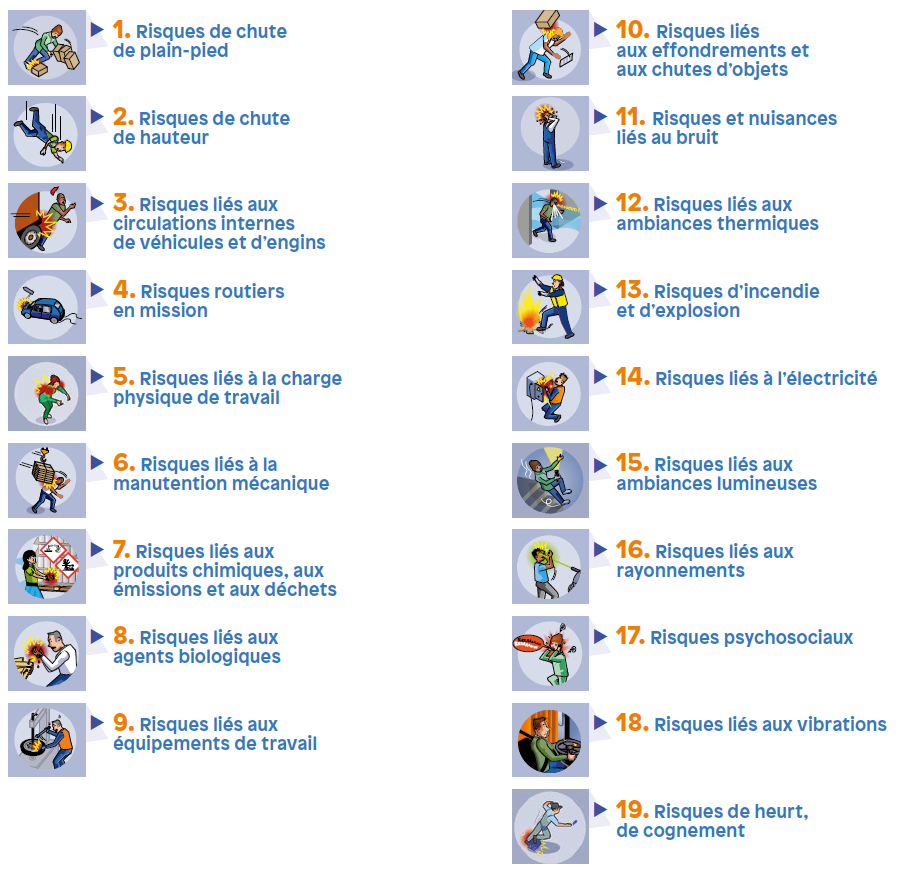 1. Risques de chute
de plain-pied
2. Risques de chute
de hauteur
3. Risques liés aux
circulations internes
de véhicules et d'engins
4. Risques routiers
en mission
5. Risques liés à la charge
physique de travail
6. Risques liés à la
manutention mécanique
7. Risques liés aux
produits chimiques, aux
émissions et aux déchets
8. Risques liés aux
agents biologiques
9. Risques liés aux
équipements de travail
10. Risques liés
aux effondrements et
aux chutes d'objets
11. Risques et nuisances
liés au bruit
12. Risques liés aux
ambiances thermiques
13. Risques d'incendie
et d'explosion
14. Risques liés à l'électricité
15. Risques liés aux
ambiances lumineuses
16. Risques liés aux
rayonnements
17. Risques psychosociaux
18. Risques liés aux vibrations
19. Risques de heurt,
de cognement